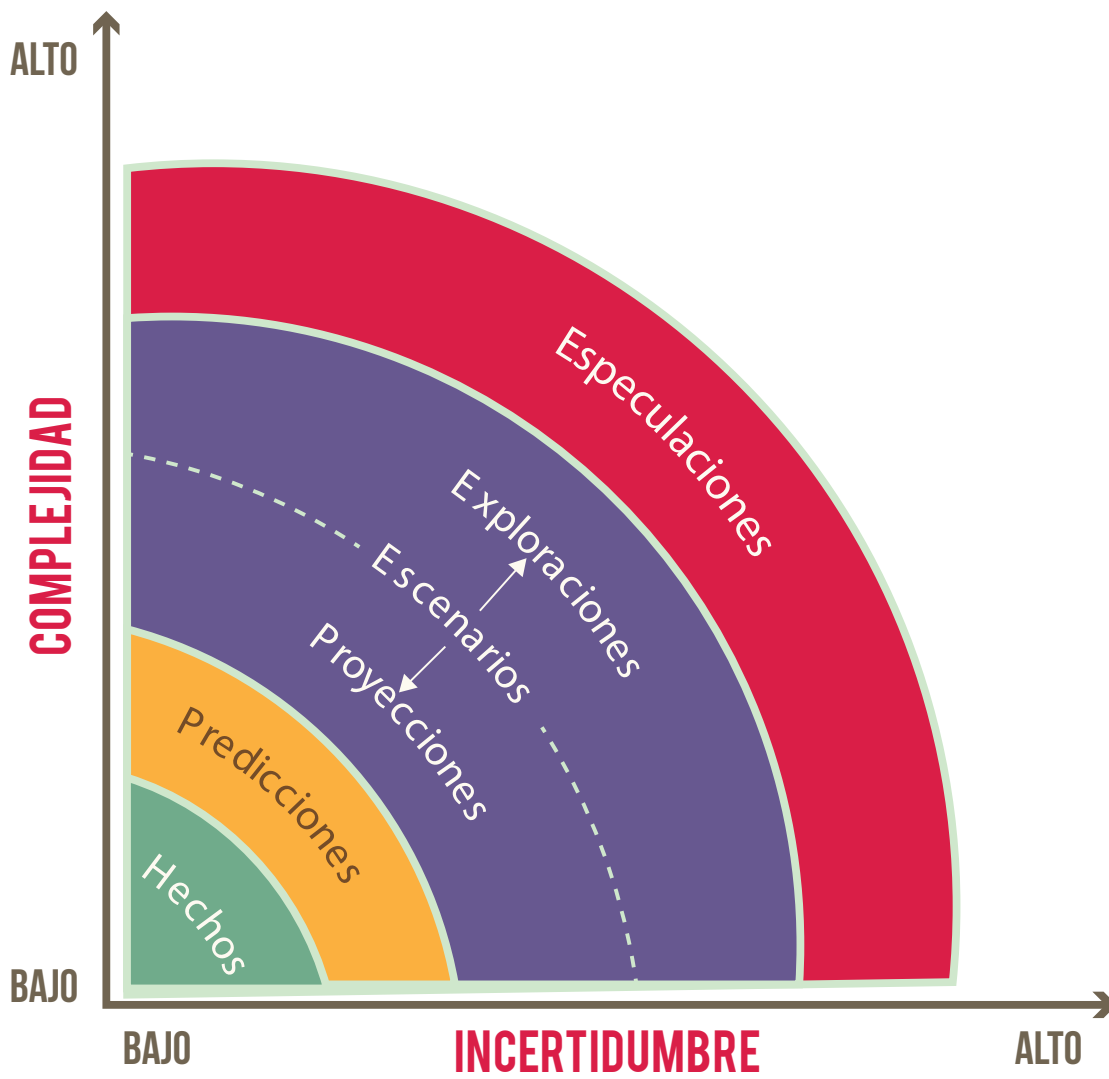 ALTO
COMPLEJIDAD
Especulaciones
Exploraciones
Escenarios
Proyecciones
Predicciones
Hechos
BAJO
BAJO
INCERTIDUMBRE
ALTO